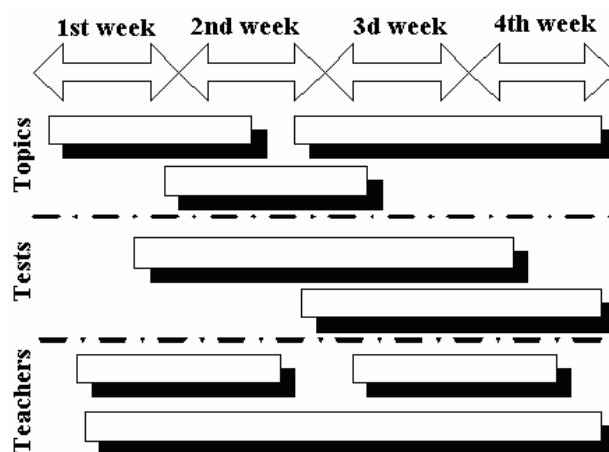 1st week
2nd week
3d week
4th week
Topics
Tests
Teachers